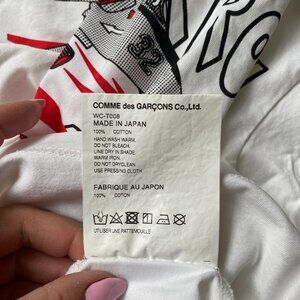 32
COMME des GARÇONS Co.,Ltd.
WC-T008
MADE IN JAPAN
100% COTTON
HAND WASH WARM.
DO NOT BLEACH.
LINE DRY IN SHADE.
WARM IRON.
DO NOT DRYCLEAN.
USE PRESSING CLOTH
FABRIQUE AU JAPON
100% COTON
UTILISER UNE PATTEMOUILLE